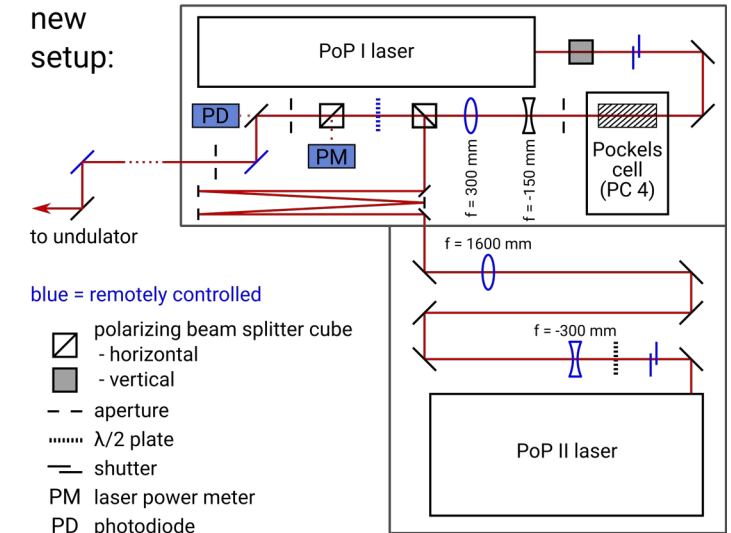 new
setup:
PoP I laser
PD
PM
f = 300 mm
f = -150 mm
Pockels
cell
(PC 4)
to undulator
f = 1600 mm
blue = remotely controlled
f = -300 mm
polarizing beam splitter cube
- horizontal
- vertical
aperture
λ/2 plate
shutter
PM laser power meter
PD photodiode
PoP II laser